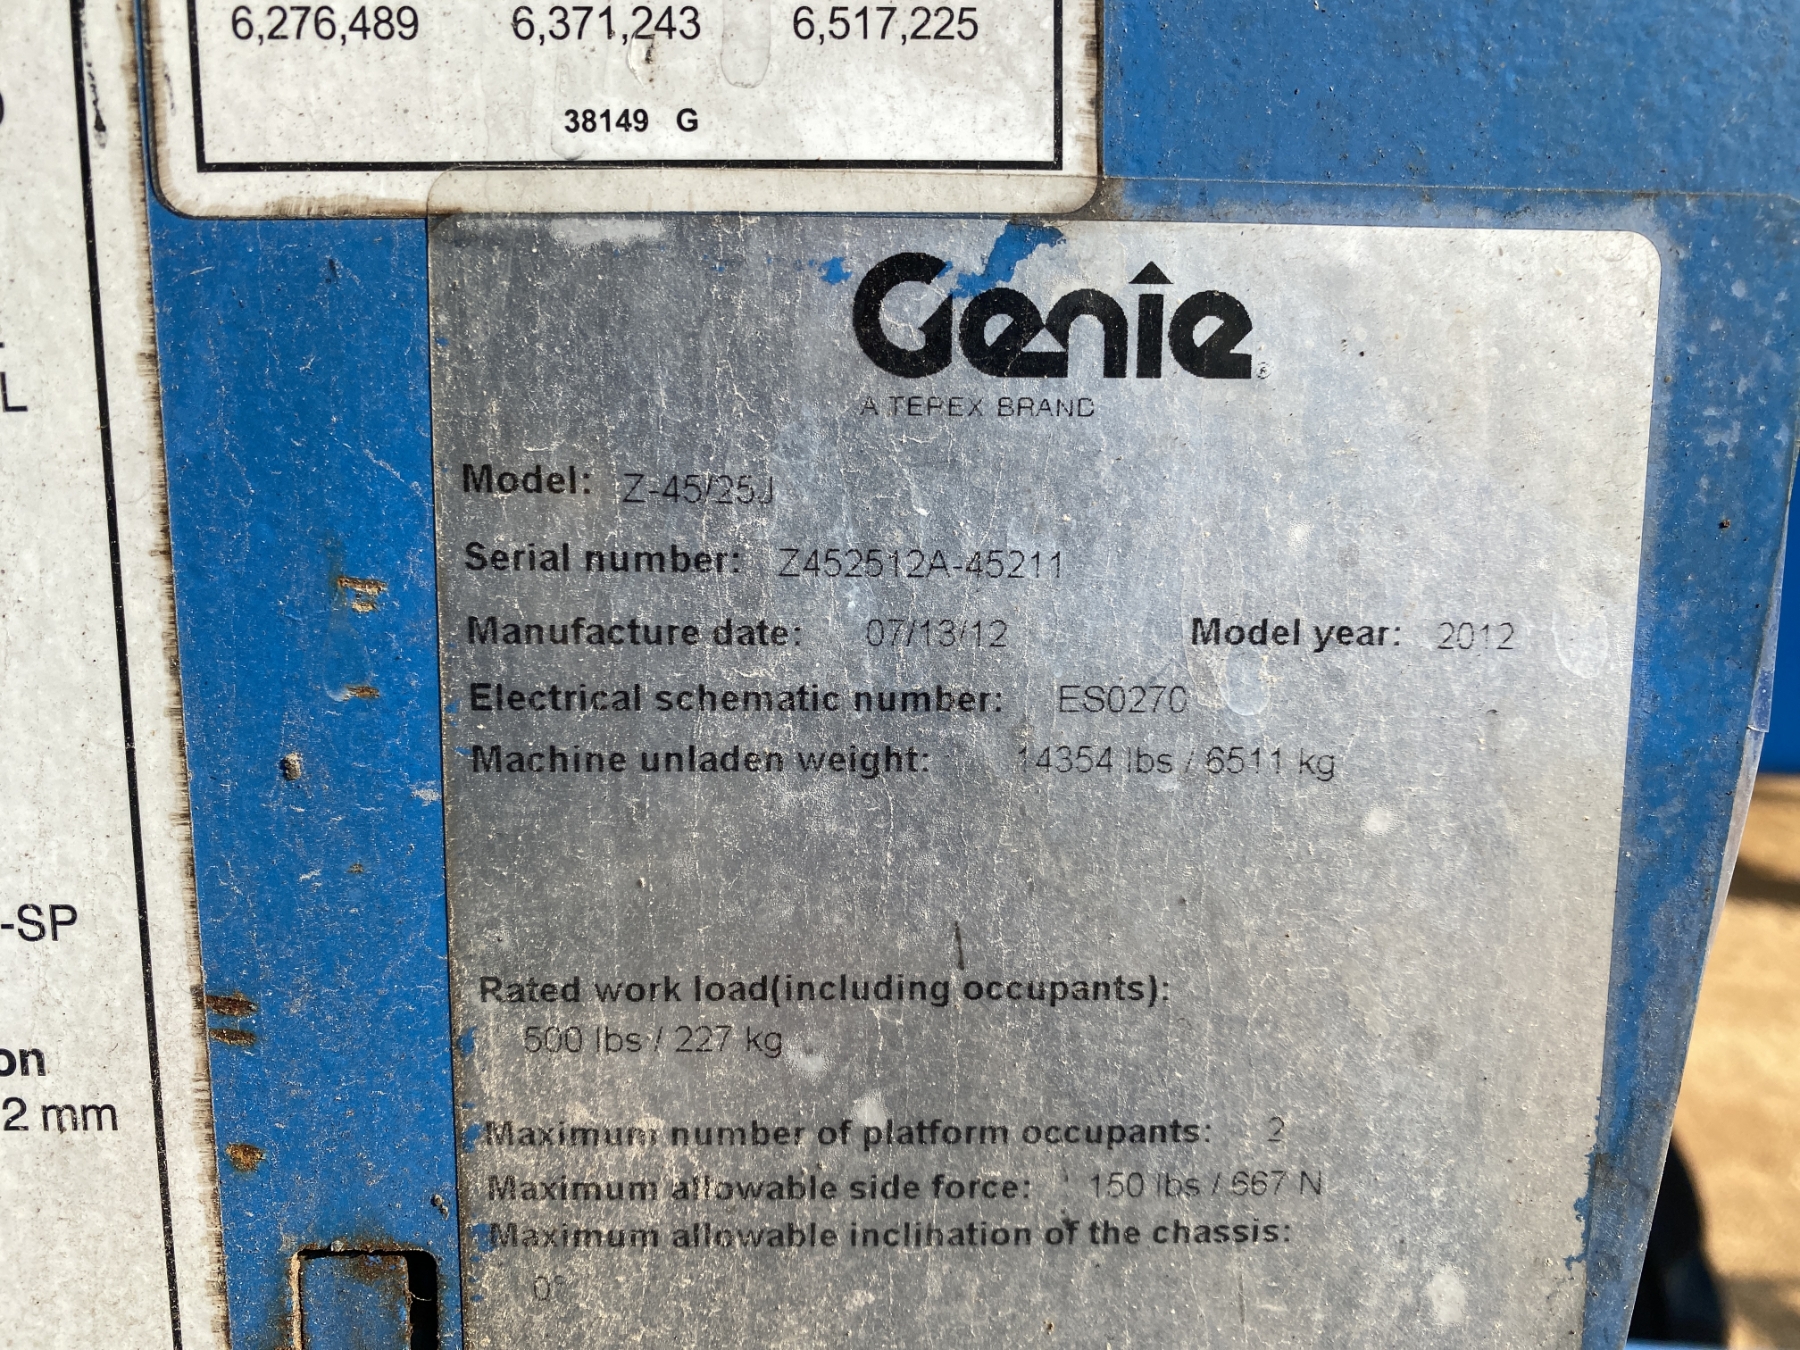 6,276,489 6,371,243 6,517,225
38149 G
L
-SP
on
2 mm
Genie
A TEREX BRAND
Model: Z-45/25J
Serial number: Z452512A-45211
Manufacture date: 07/13/12 Model year: 2012
Electrical schematic number: ES0270
Machine unladen weight: 14354 lbs / 6511 kg
Rated work load(including occupants):
500 lbs / 227 kg
Maximum number of platform occupants: 2
Maximum allowable side force: 150 lbs / 667 N
Maximum allowable inclination of the chassis:
0°